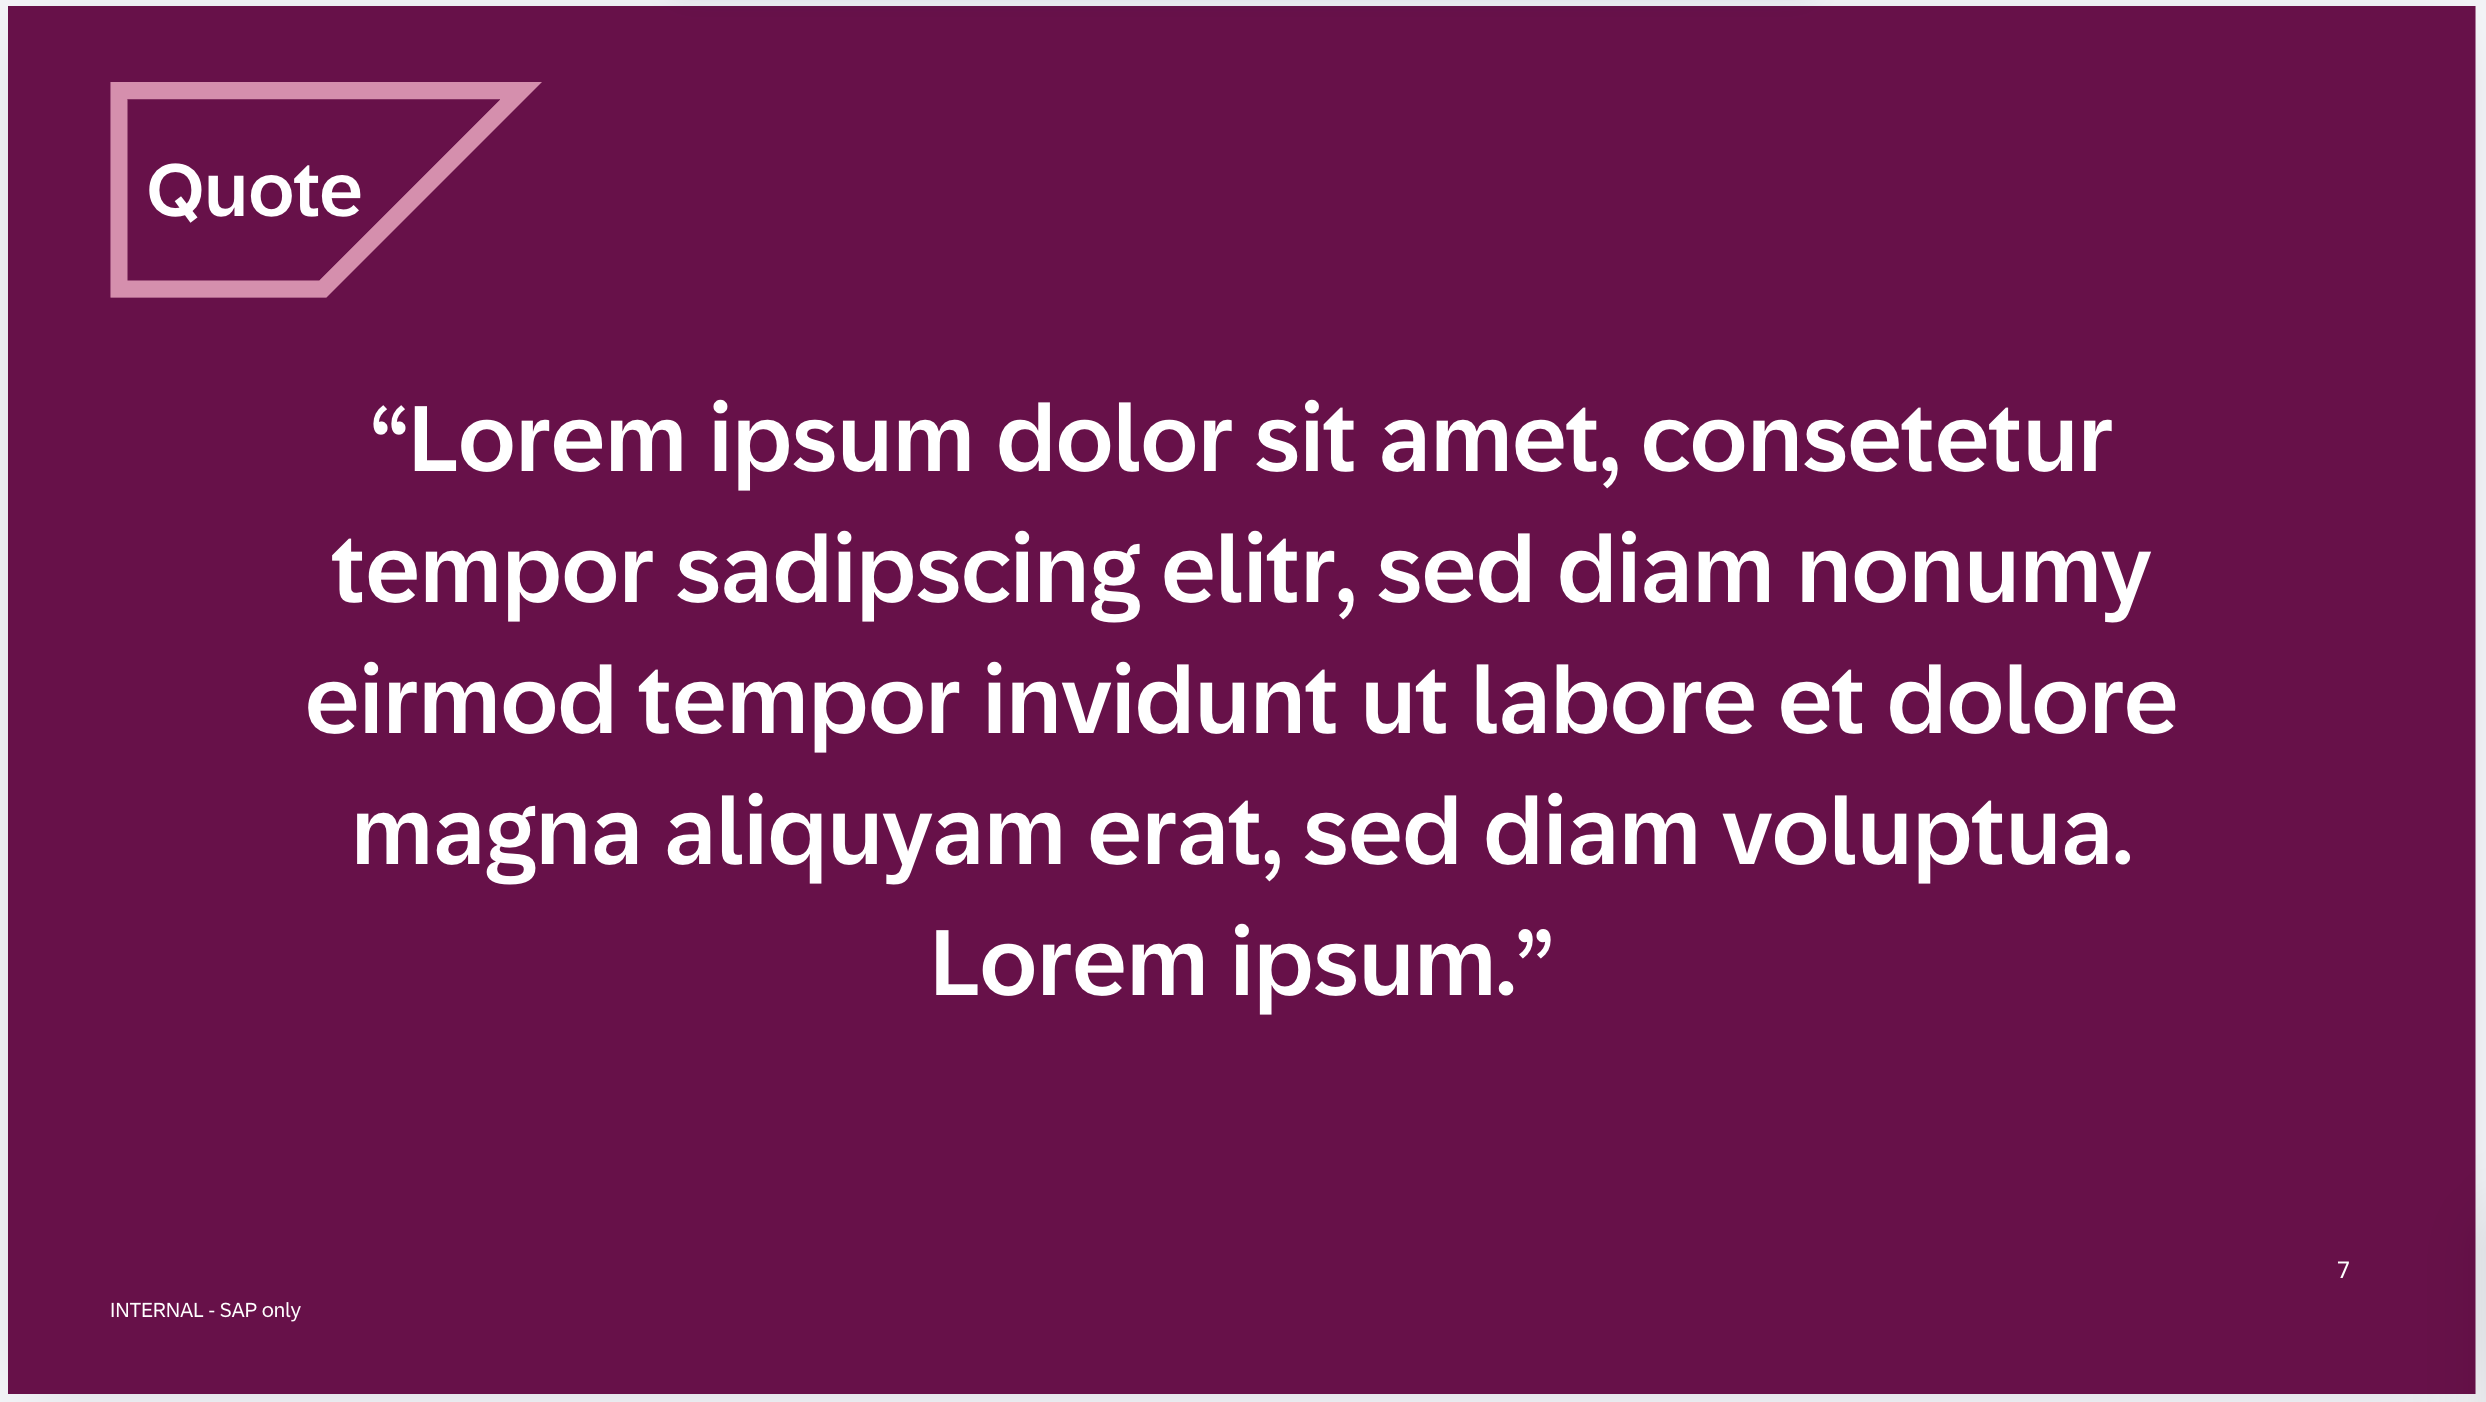 Quote
“Lorem ipsum dolor sit amet, consetetur
tempor sadipscing elitr, sed diam nonumy
eirmod tempor invidunt ut labore et dolore
magna aliquyam erat, sed diam voluptua.
Lorem ipsum.”
7
INTERNAL - SAP only